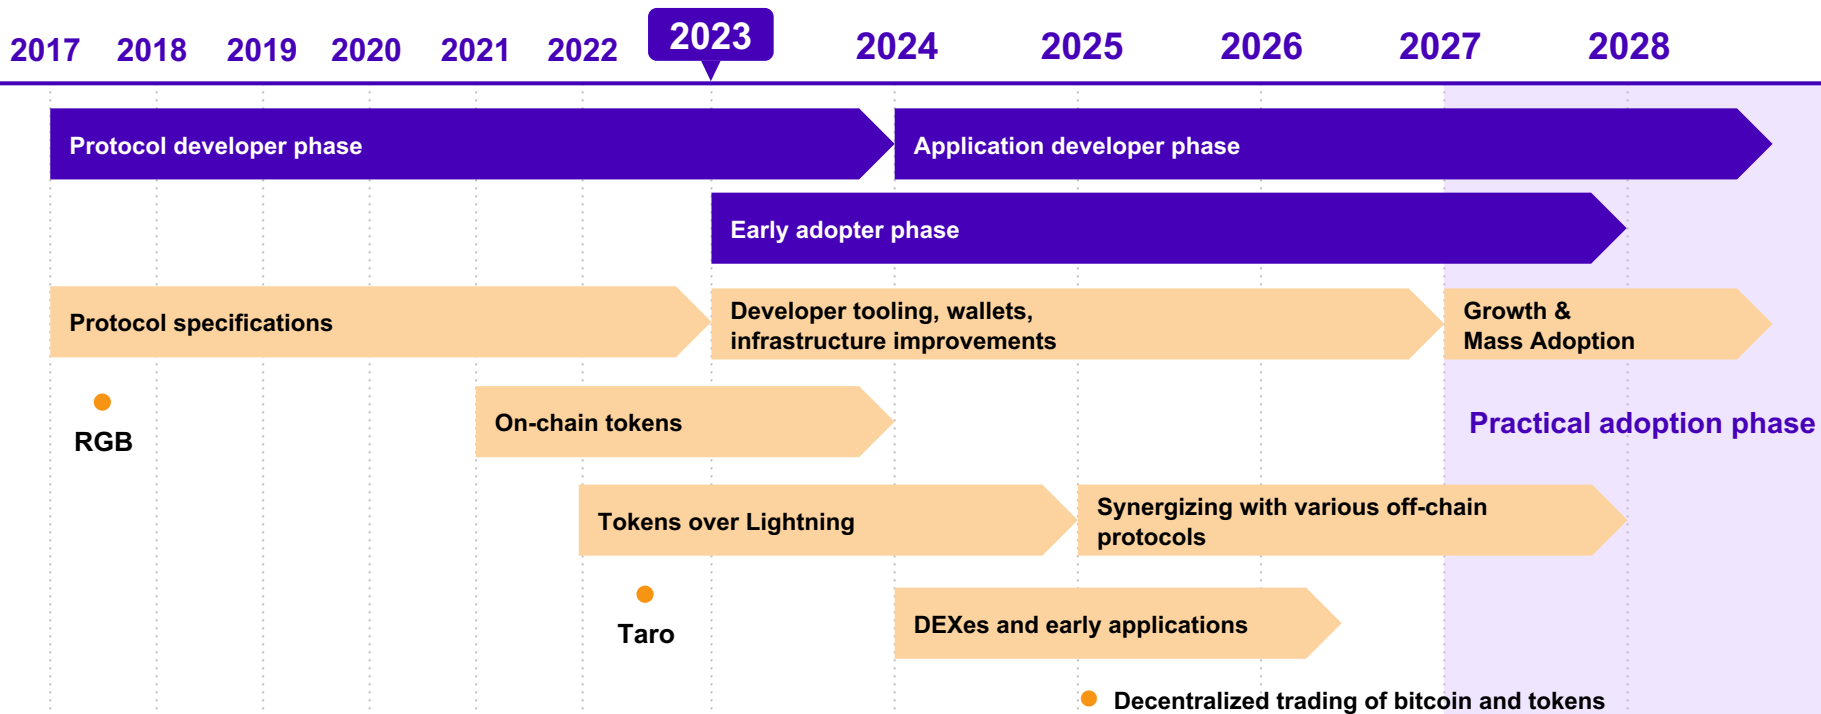 2017 2018 2019 2020 2021 2022 2023 2024 2025 2026 2027 2028
Protocol developer phase
Application developer phase
Early adopter phase
Protocol specifications
Developer tooling, wallets,
infrastructure improvements
Growth &
Mass Adoption
RGB
On-chain tokens
Practical adoption phase
Tokens over Lightning
Synergizing with various off-chain
protocols
Taro
DEXes and early applications
Decentralized trading of bitcoin and tokens